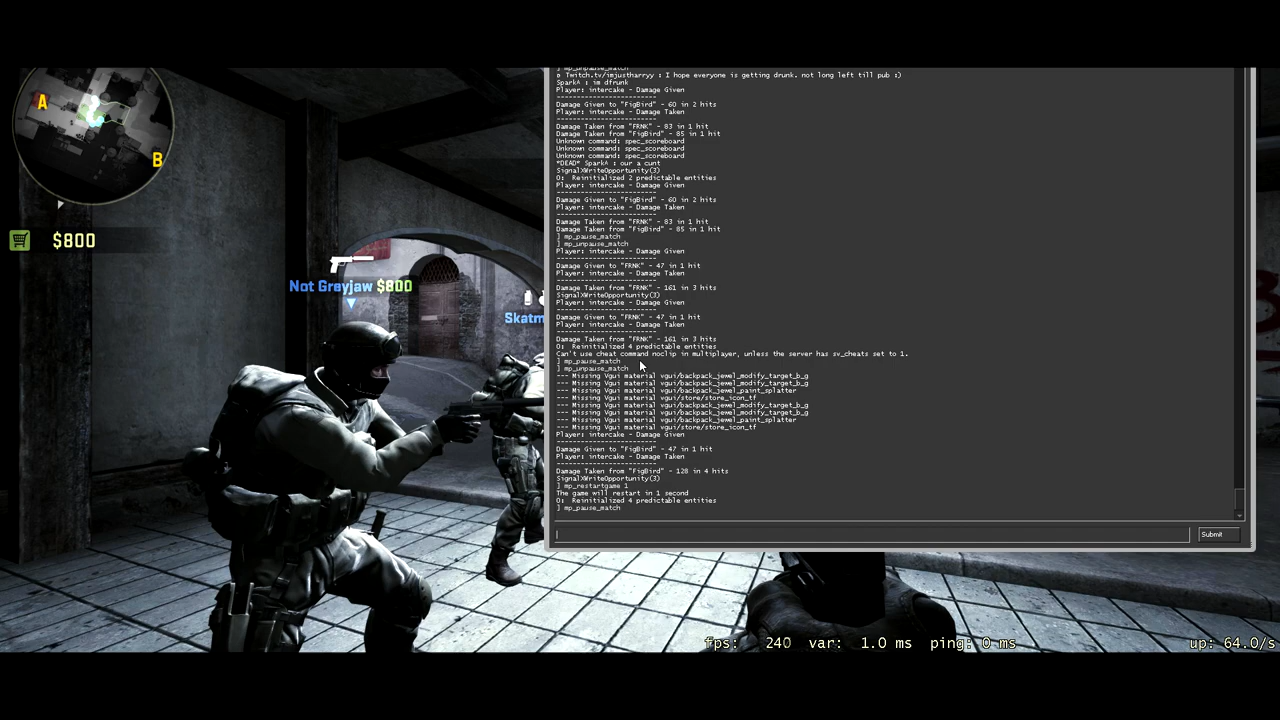 A
B
$800
Not Greyjaw $800
Skatm
] mp_unpause_match
o Twitch.tv/imjustharryy : I hope everyone is getting drunk. not long left till pub :)
SparkA : im dfrunk
Player: intercake - Damage Given
-------------------------
Damage Given to "FigBird" - 60 in 2 hits
Player: intercake - Damage Taken
-------------------------
Damage Taken from "FRNK" - 83 in 1 hit
Damage Taken from "FigBird" - 85 in 1 hit
Unknown command: spec_scoreboard
Unknown command: spec_scoreboard
Unknown command: spec_scoreboard
*DEAD* SparkA : our a cunt
SignalXWriteOpportunity(3)
0:  Reinitialized 2 predictable entities
Player: intercake - Damage Given
-------------------------
Damage Given to "FigBird" - 60 in 2 hits
Player: intercake - Damage Taken
-------------------------
Damage Taken from "FRNK" - 83 in 1 hit
Damage Taken from "FigBird" - 85 in 1 hit
] mp_pause_match
] mp_unpause_match
Player: intercake - Damage Given
-------------------------
Damage Given to "FRNK" - 47 in 1 hit
Player: intercake - Damage Taken
-------------------------
Damage Taken from "FRNK" - 161 in 3 hits
SignalXWriteOpportunity(3)
Player: intercake - Damage Given
-------------------------
Damage Given to "FRNK" - 47 in 1 hit
Player: intercake - Damage Taken
-------------------------
Damage Taken from "FRNK" - 161 in 3 hits
0:  Reinitialized 4 predictable entities
Can't use cheat command noclip in multiplayer, unless the server has sv_cheats set to 1.
] mp_pause_match
] mp_unpause_match
--- Missing Vgui material vgui/backpack_jewel_modify_target_b_g
--- Missing Vgui material vgui/backpack_jewel_modify_target_b_g
--- Missing Vgui material vgui/backpack_jewel_paint_splatter
--- Missing Vgui material vgui/store/store_icon_tf
--- Missing Vgui material vgui/backpack_jewel_modify_target_b_g
--- Missing Vgui material vgui/backpack_jewel_modify_target_b_g
--- Missing Vgui material vgui/backpack_jewel_paint_splatter
--- Missing Vgui material vgui/store/store_icon_tf
Player: intercake - Damage Given
-------------------------
Damage Given to "FigBird" - 47 in 1 hit
Player: intercake - Damage Taken
-------------------------
Damage Taken from "FigBird" - 128 in 4 hits
SignalXWriteOpportunity(3)
] mp_restartgame 1
The game will restart in 1 second
0:  Reinitialized 4 predictable entities
] mp_pause_match
Submit
fps:   240  var:  1.0 ms  ping: 0 ms
up: 64.0/s